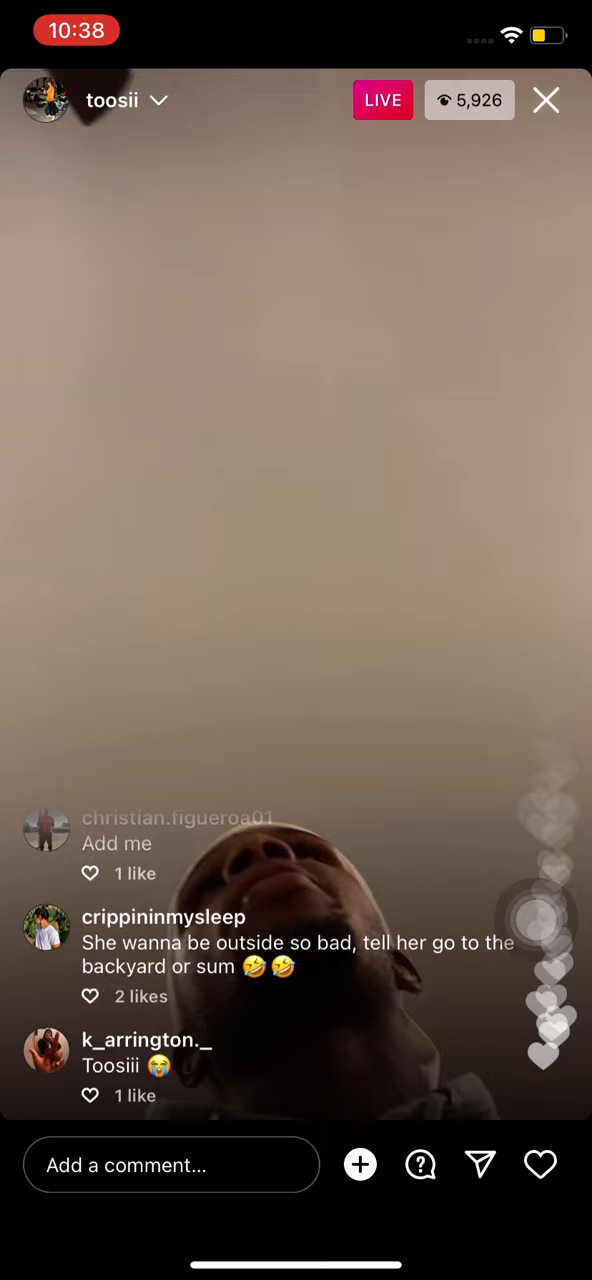 10:38
toosii
LIVE
5,926
christian.figueroa01
Add me
1 like
crippininmysleep
She wanna be outside so bad, tell her go to the
backyard or sum 🤣🤣
2 likes
k_arrington._
Toosiii 😭
1 like
Add a comment...